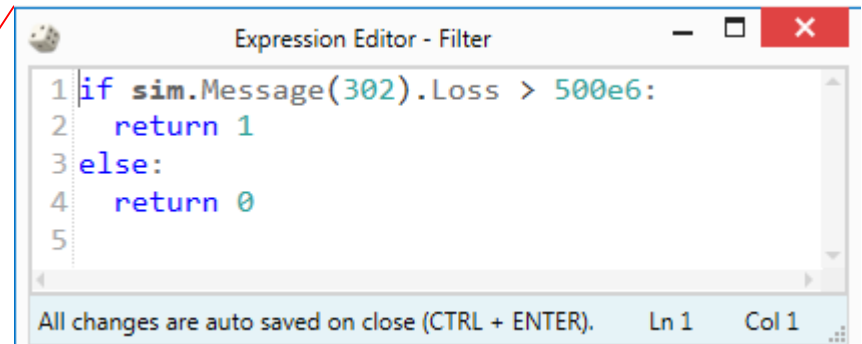 Expression Editor - Filter
1 if sim.Message(302).Loss > 500e6:
2   return 1
3 else:
4   return 0
5
All changes are auto saved on close (CTRL + ENTER). Ln 1 Col 1